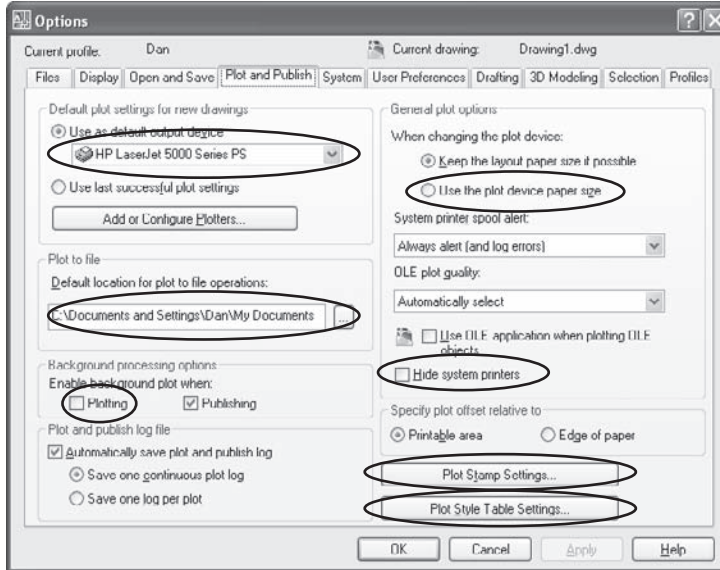 Options
Current profile: Dan Current drawing: Drawing1.dwg
Files Display Open and Save Plot and Publish System User Preferences Drafting 3D Modeling Selection Profiles
Default plot settings for new drawings
Use as default output device
HP LaserJet 5000 Series PS
Use last successful plot settings
Add or Configure Plotters...
Plot to file
Default location for plot to file operations:
C:\Documents and Settings\Dan\My Documents ...
Background processing options
Enable background plot when:
Plotting Publishing
Plot and publish log file
Automatically save plot and publish log
Save one continuous plot log
Save one log per plot
General plot options
When changing the plot device:
Keep the layout paper size if possible
Use the plot device paper size
System printer spool alert:
Always alert (and log errors)
OLE plot quality:
Automatically select
Use OLE application when plotting OLE
objects
Hide system printers
Specify plot offset relative to
Printable area Edge of paper
Plot Stamp Settings...
Plot Style Table Settings...
OK Cancel Apply Help